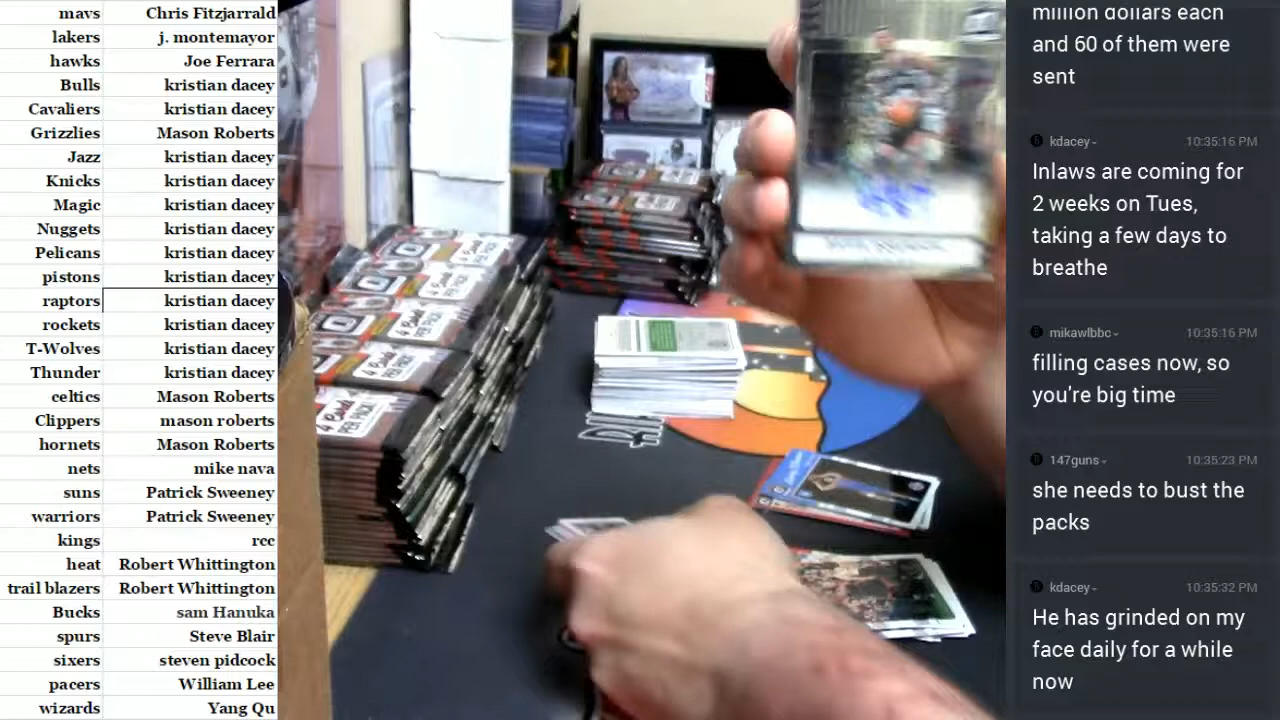 mavs Chris Fitzjarrald
lakers j. montemayor
hawks Joe Ferrara
Bulls kristian dacey
Cavaliers kristian dacey
Grizzlies Mason Roberts
Jazz kristian dacey
Knicks kristian dacey
Magic kristian dacey
Nuggets kristian dacey
Pelicans kristian dacey
pistons kristian dacey
raptors kristian dacey
rockets kristian dacey
T-Wolves kristian dacey
Thunder kristian dacey
celtics Mason Roberts
Clippers mason roberts
hornets Mason Roberts
nets mike nava
suns Patrick Sweeney
warriors Patrick Sweeney
kings rcc
heat Robert Whittington
trail blazers Robert Whittington
Bucks sam Hanuka
spurs Steve Blair
sixers steven pidcock
pacers William Lee
wizards Yang Qu
4 Cards
PER PACK
million dollars each
and 60 of them were
sent
kdacey 10:35:16 PM
Inlaws are coming for
2 weeks on Tues,
taking a few days to
breathe
mikawlbbc 10:35:16 PM
filling cases now, so
you're big time
147guns 10:35:23 PM
she needs to bust the
packs
kdacey 10:35:32 PM
He has grinded on my
face daily for a while
now